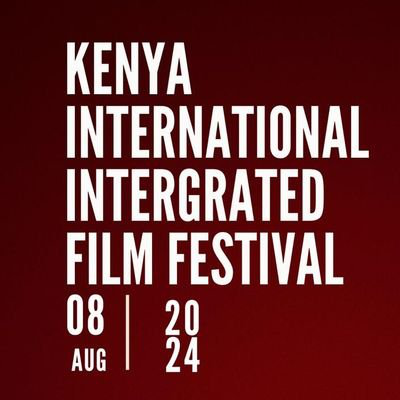 KENYA
INTERNATIONAL
INTERGRATED
FILM FESTIVAL
08
AUG
20
24